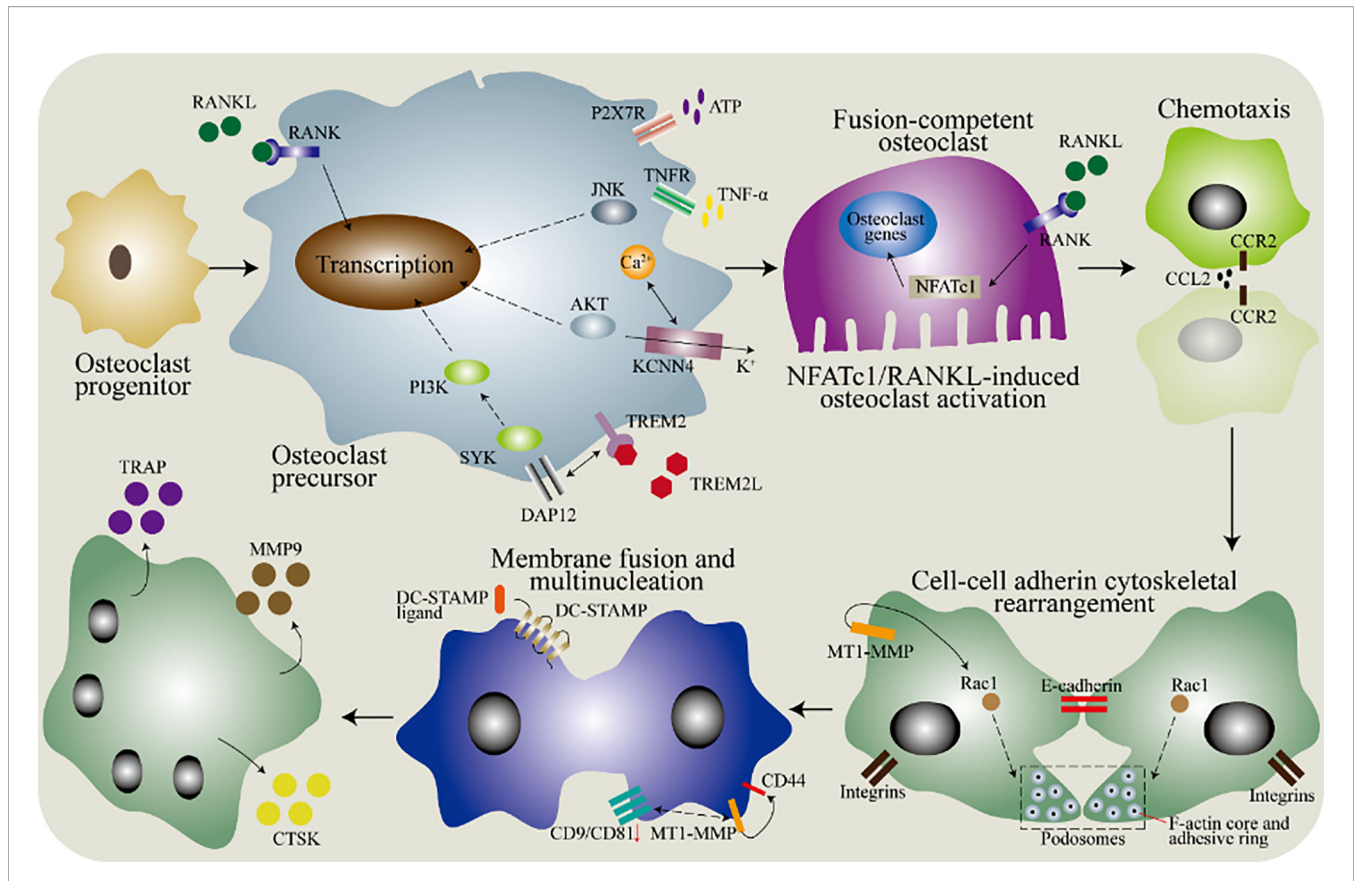 RANKL
RANK
P2X7R
ATP
TNFR
TNF-α
JNK
Transcription
Ca²⁺
AKT
KCNN4
K⁺
PI3K
SYK
TREM2
TREM2L
DAP12
Osteoclast
progenitor
Osteoclast
precursor
Fusion-competent
osteoclast
RANKL
RANK
Osteoclast
genes
NFATc1
NFATc1/RANKL-induced
osteoclast activation
Chemotaxis
CCR2
CCL2
CCR2
Cell-cell adherin cytoskeletal
rearrangement
MT1-MMP
Rac1
E-cadherin
Rac1
Integrins
Integrins
Podosomes
F-actin core and
adhesive ring
Membrane fusion and
multinucleation
DC-STAMP
ligand
DC-STAMP
CD44
CD9/CD81↓
MT1-MMP
TRAP
MMP9
CTSK